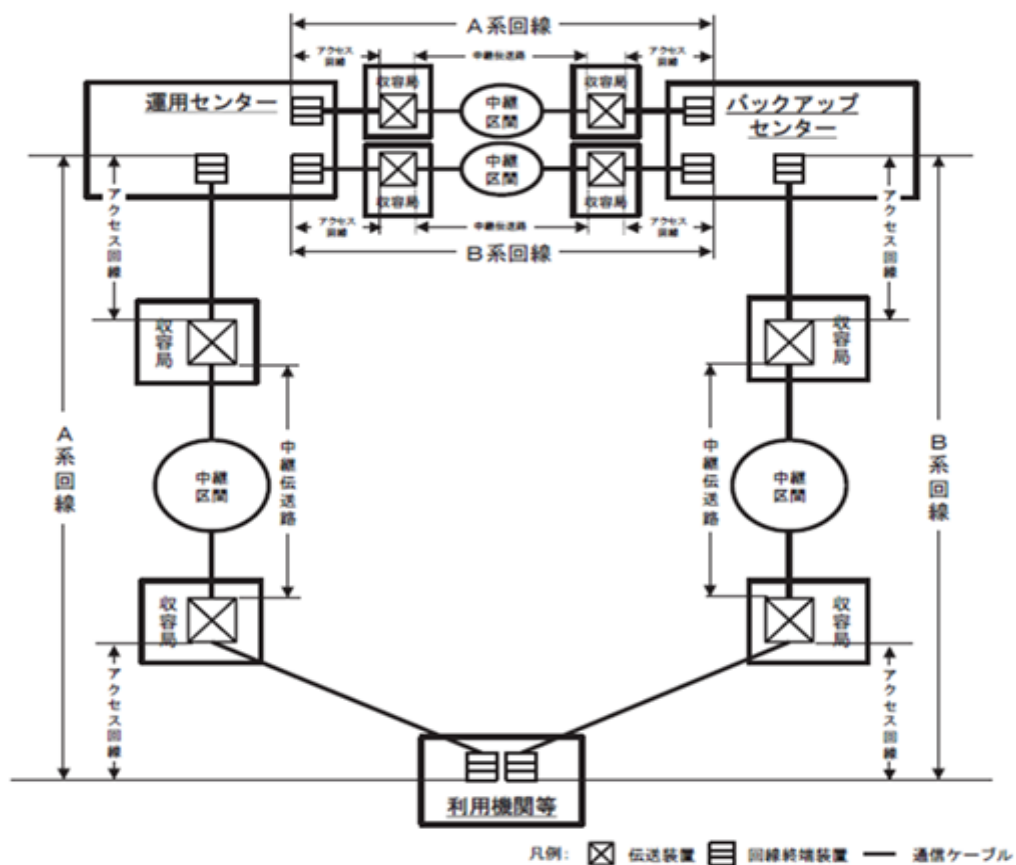 A系回線
アクセス
回線
中継伝送路
アクセス
回線
収容局
収容局
運用センター
中継
区間
バックアップ
センター
中継
区間
収容局
収容局
アクセス
回線
中継伝送路
アクセス
回線
B系回線
アクセス回線
アクセス回線
収容局
収容局
A系回線
中継
区間
中継伝送路
中継伝送路
中継
区間
B系回線
収容局
収容局
アクセス回線
アクセス回線
利用機関等
凡例: 伝送装置 回線終端装置 通信ケーブル